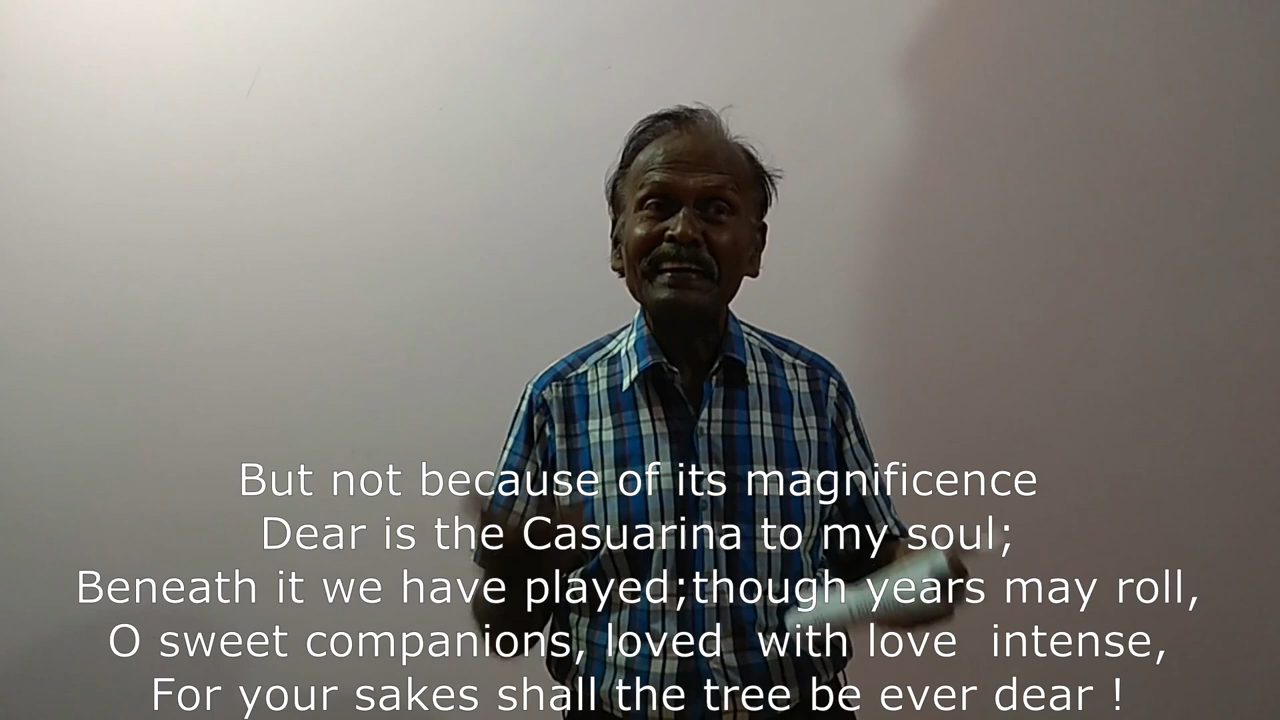 But not because of its magnificence
Dear is the Casuarina to my soul;
Beneath it we have played;though years may roll,
O sweet companions, loved with love intense,
For your sakes shall the tree be ever dear !